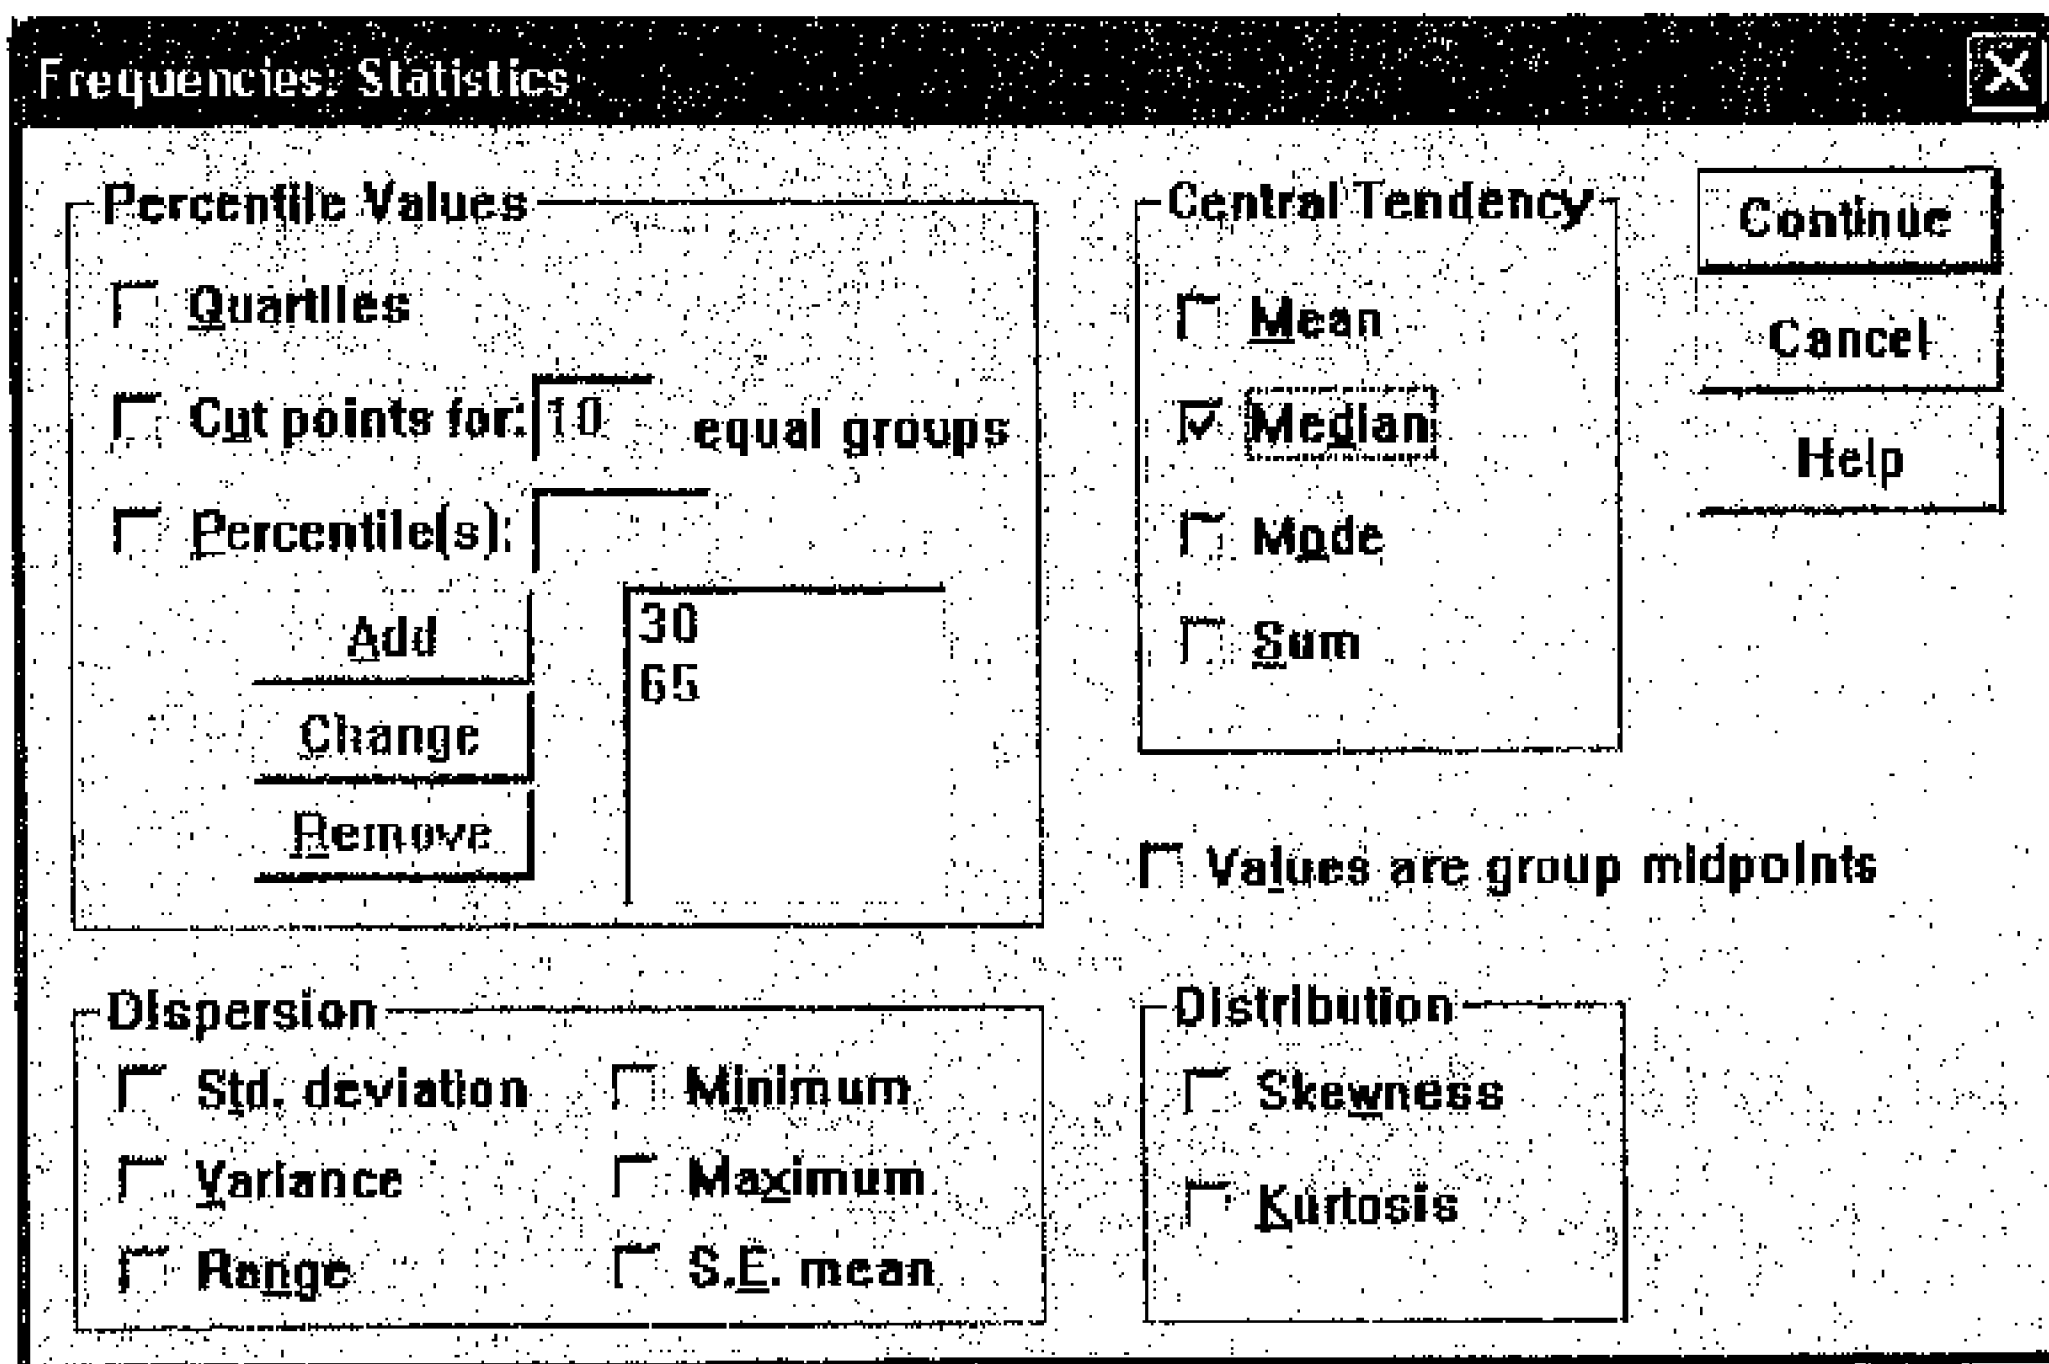 Frequencies: Statistics
Percentile Values
Quartiles
Cut points for: 10 equal groups
Percentile(s):
Add
Change
Remove
30
65
Central Tendency
Mean
Median
Mode
Sum
Continue
Cancel
Help
Values are group midpoints
Dispersion
Std. deviation
Minimum
Variance
Maximum
Range
S.E. mean
Distribution
Skewness
Kurtosis